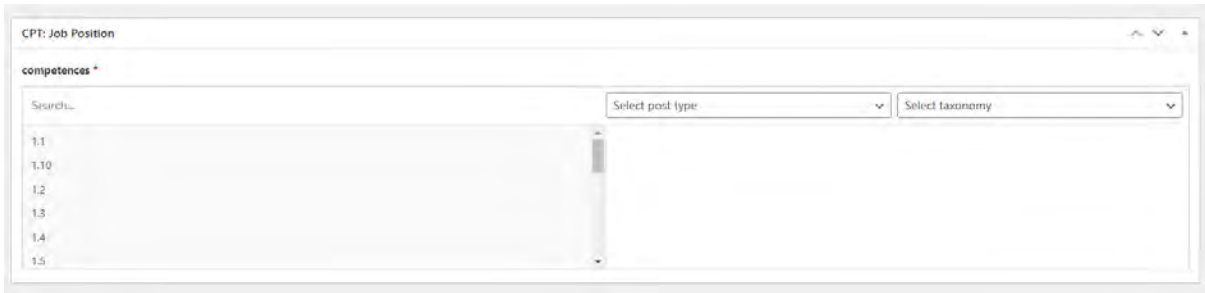 CPT: Job Position
competences *
Search...
Select post type
Select taxonomy
1.1
1.10
1.2
1.3
1.4
1.5